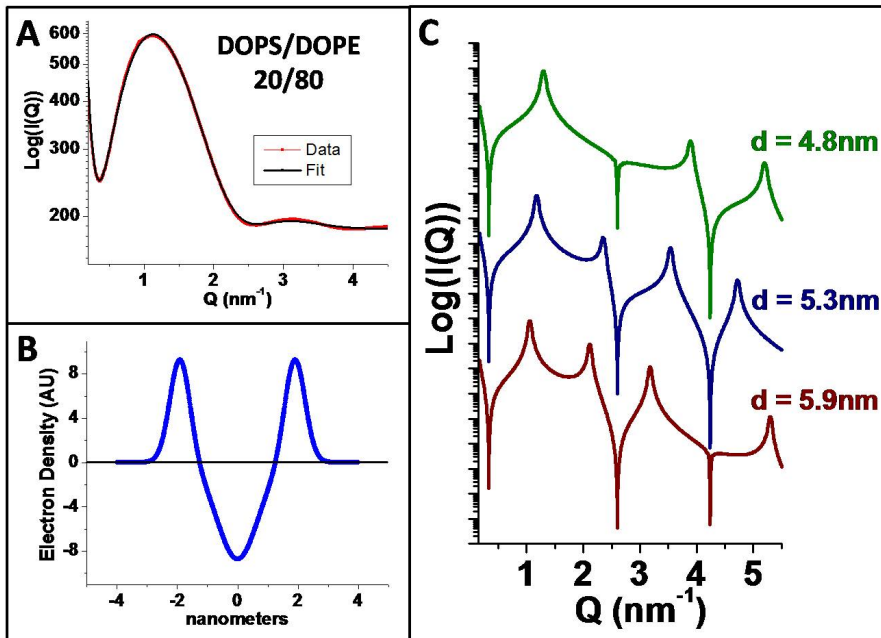 A
DOPS/DOPE
20/80
600
500
400
300
200
Log(I(Q))
Data
Fit
1
2
3
4
Q (nm-1)
B
8
4
0
-4
-8
Electron Density (AU)
-4
-2
0
2
4
nanometers
C
d = 4.8nm
d = 5.3nm
d = 5.9nm
Log(I(Q))
1
2
3
4
5
Q (nm-1)